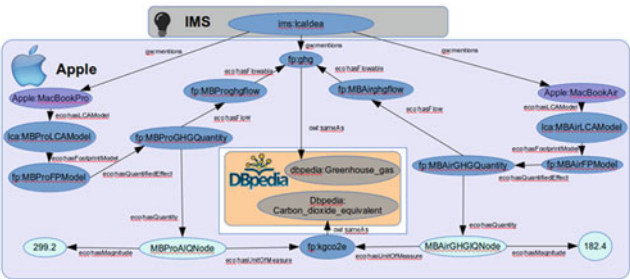 IMS
ims:lcaIdea
gw:mentions
gw:mentions
gw:mentions
Apple
fp:ghg
eco:hasFlowable
eco:hasFlowable
Apple:MacBookPro
fp:MBProghgflow
fp:MBAirghgflow
Apple:MacBookAir
eco:hasLCAModel
eco:hasFlow
eco:hasFlow
eco:hasLCAModel
lca:MBProLCAModel
fp:MBProGHGQuantity
owl:sameAs
lca:MBAirLCAModel
eco:hasFootprintModel
eco:hasFootprintModel
fp:MBProFPModel
eco:hasQuantifiedEffect
DBpedia
dbpedia:Greenhouse_gas
fp:MBAirGHGQuantity
fp:MBAirFPModel
eco:hasQuantifiedEffect
Dbpedia:
Carbon_dioxide_equivalent
eco:hasQuantity
owl:sameAs
eco:hasQuantity
299.2
eco:hasMagnitude
MBProAIQNode
eco:hasUnitOfMeasure
fp:kgco2e
eco:hasUnitOfMeasure
MBAirGHGIQNode
eco:hasMagnitude
182.4